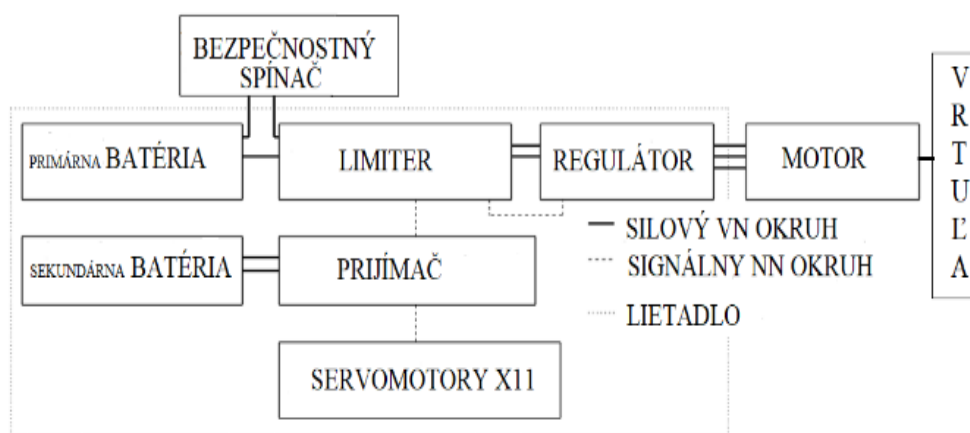 BEZPEČNOSTNÝ
SPÍNAČ
PRIMÁRNA BATÉRIA
LIMITER
REGULÁTOR
MOTOR
V
R
T
U
Ľ
A
SILOVÝ VN OKRUH
SEKUNDÁRNA BATÉRIA
PRIJÍMAČ
SIGNÁLNY NN OKRUH
LIETADLO
SERVOMOTORY X11